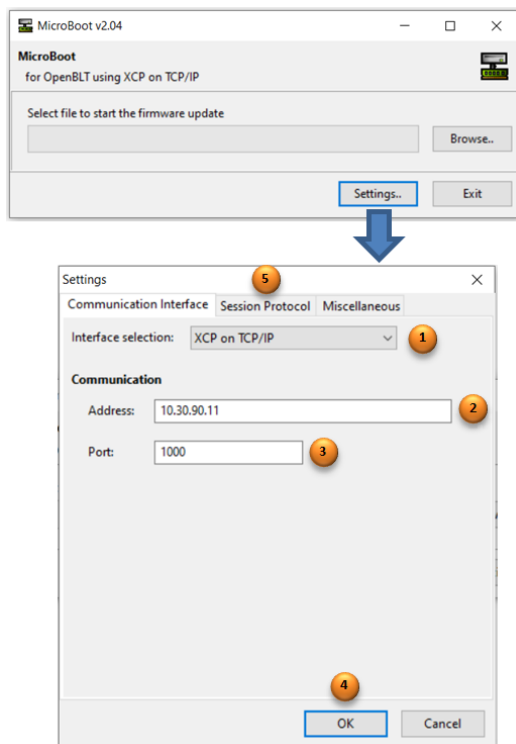 MicroBoot v2.04
MicroBoot
for OpenBLT using XCP on TCP/IP
Select file to start the firmware update
Browse..
Settings.. Exit
Settings 5
Communication Interface Session Protocol Miscellaneous
Interface selection: XCP on TCP/IP 1
Communication
Address: 10.30.90.11 2
Port: 1000 3
4
OK Cancel